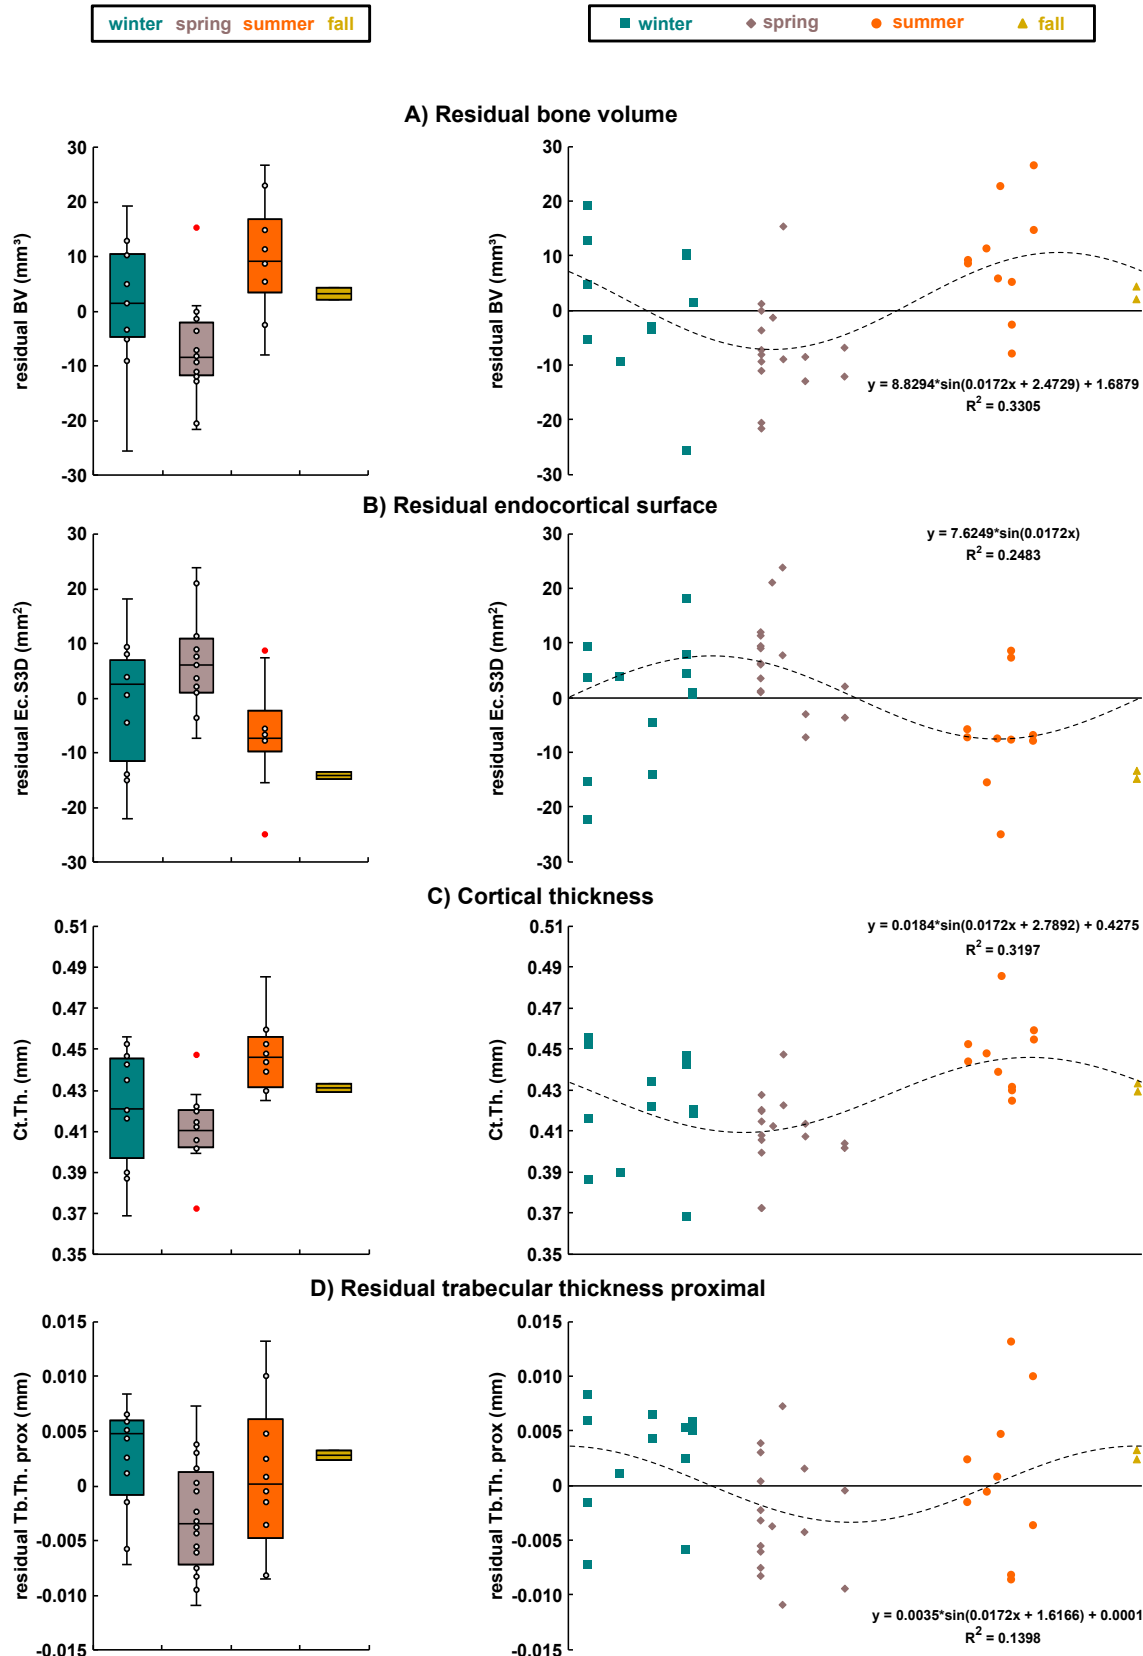 winter spring summer fall
winter spring summer fall
A) Residual bone volume
residual BV (mm³)
30
20
10
0
-10
-20
-30
30
20
10
0
-10
-20
-30
residual BV (mm³)
y = 8.8294*sin(0.0172x + 2.4729) + 1.6879
R² = 0.3305
B) Residual endocortical surface
residual Ec.S3D (mm²)
30
20
10
0
-10
-20
-30
residual Ec.S3D (mm²)
30
20
10
0
-10
-20
-30
y = 7.6249*sin(0.0172x)
R² = 0.2483
C) Cortical thickness
Ct.Th. (mm)
0.51
0.49
0.47
0.45
0.43
0.41
0.39
0.37
0.35
Ct.Th. (mm)
0.51
0.49
0.47
0.45
0.43
0.41
0.39
0.37
0.35
y = 0.0184*sin(0.0172x + 2.7892) + 0.4275
R² = 0.3197
D) Residual trabecular thickness proximal
residual Tb.Th. prox (mm)
0.015
0.010
0.005
0
-0.005
-0.010
-0.015
residual Tb.Th. prox (mm)
0.015
0.010
0.005
0
-0.005
-0.010
-0.015
y = 0.0035*sin(0.0172x + 1.6166) + 0.0001
R² = 0.1398